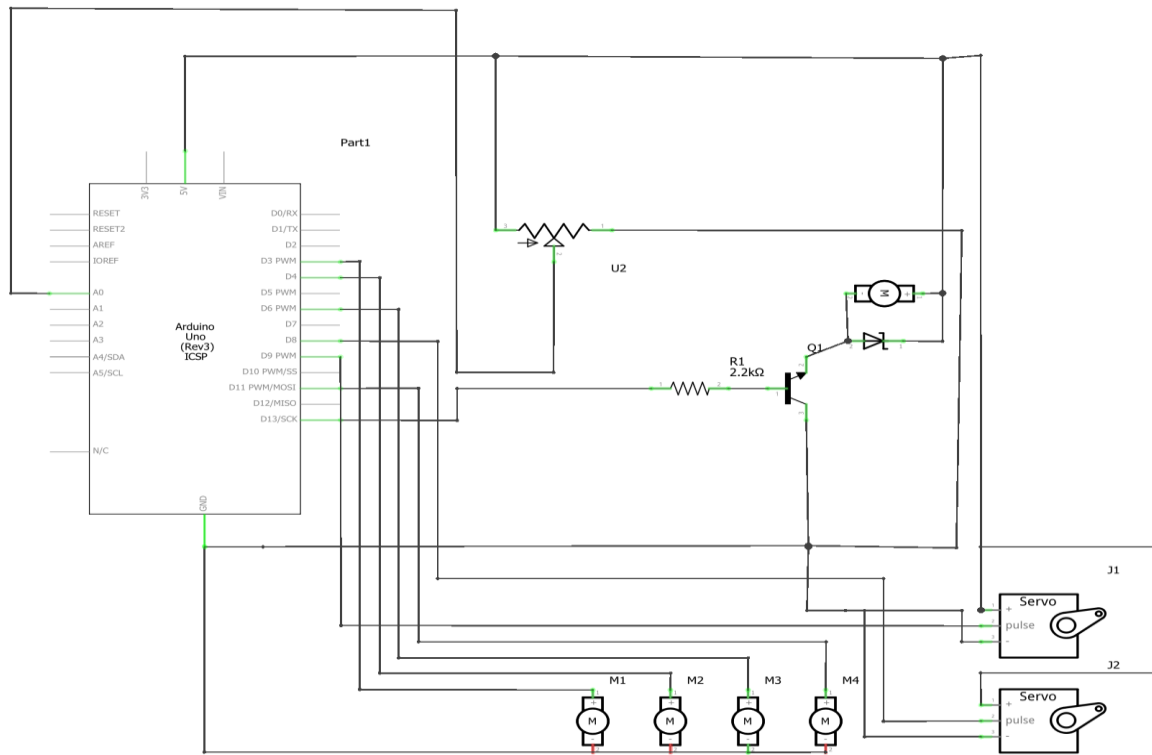 Part1
3V3
5V
VIN
RESET
RESET2
AREF
IOREF
A0
A1
A2
A3
A4/SDA
A5/SCL
N/C
D0/RX
D1/TX
D2
D3 PWM
D4
D5 PWM
D6 PWM
D7
D8
D9 PWM
D10 PWM/SS
D11 PWM/MOSI
D12/MISO
D13/SCK
Arduino
Uno
(Rev3)
ICSP
GND
U2
M
Q1
R1
2.2kΩ
J1
Servo
+
pulse
-
J2
Servo
+
pulse
-
M1
M2
M3
M4
M
M
M
M